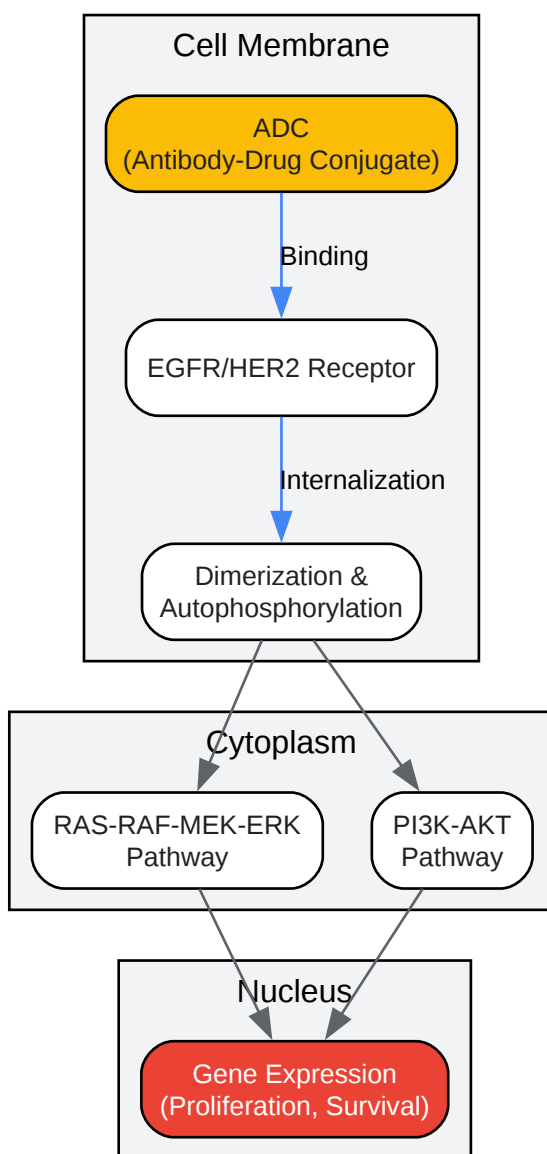 Cell Membrane
ADC
(Antibody-Drug Conjugate)
Binding
EGFR/HER2 Receptor
Internalization
Dimerization &
Autophosphorylation
Cytoplasm
RAS-RAF-MEK-ERK
Pathway
PI3K-AKT
Pathway
Nucleus
Gene Expression
(Proliferation, Survival)